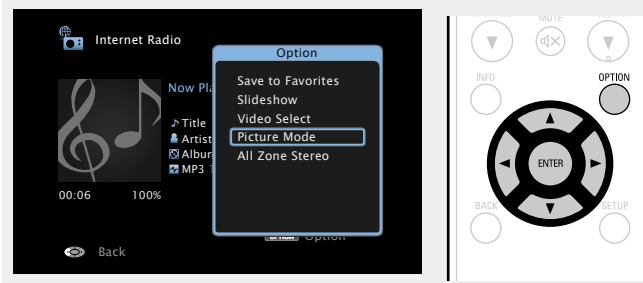 Internet Radio
Option
Save to Favorites
Slideshow
Video Select
Picture Mode
All Zone Stereo
Now Pla
Title
Artist
Albur
MP3
00:06
100%
Back
Option
MUTE
INFO
OPTION
ENTER
BACK
SETUP